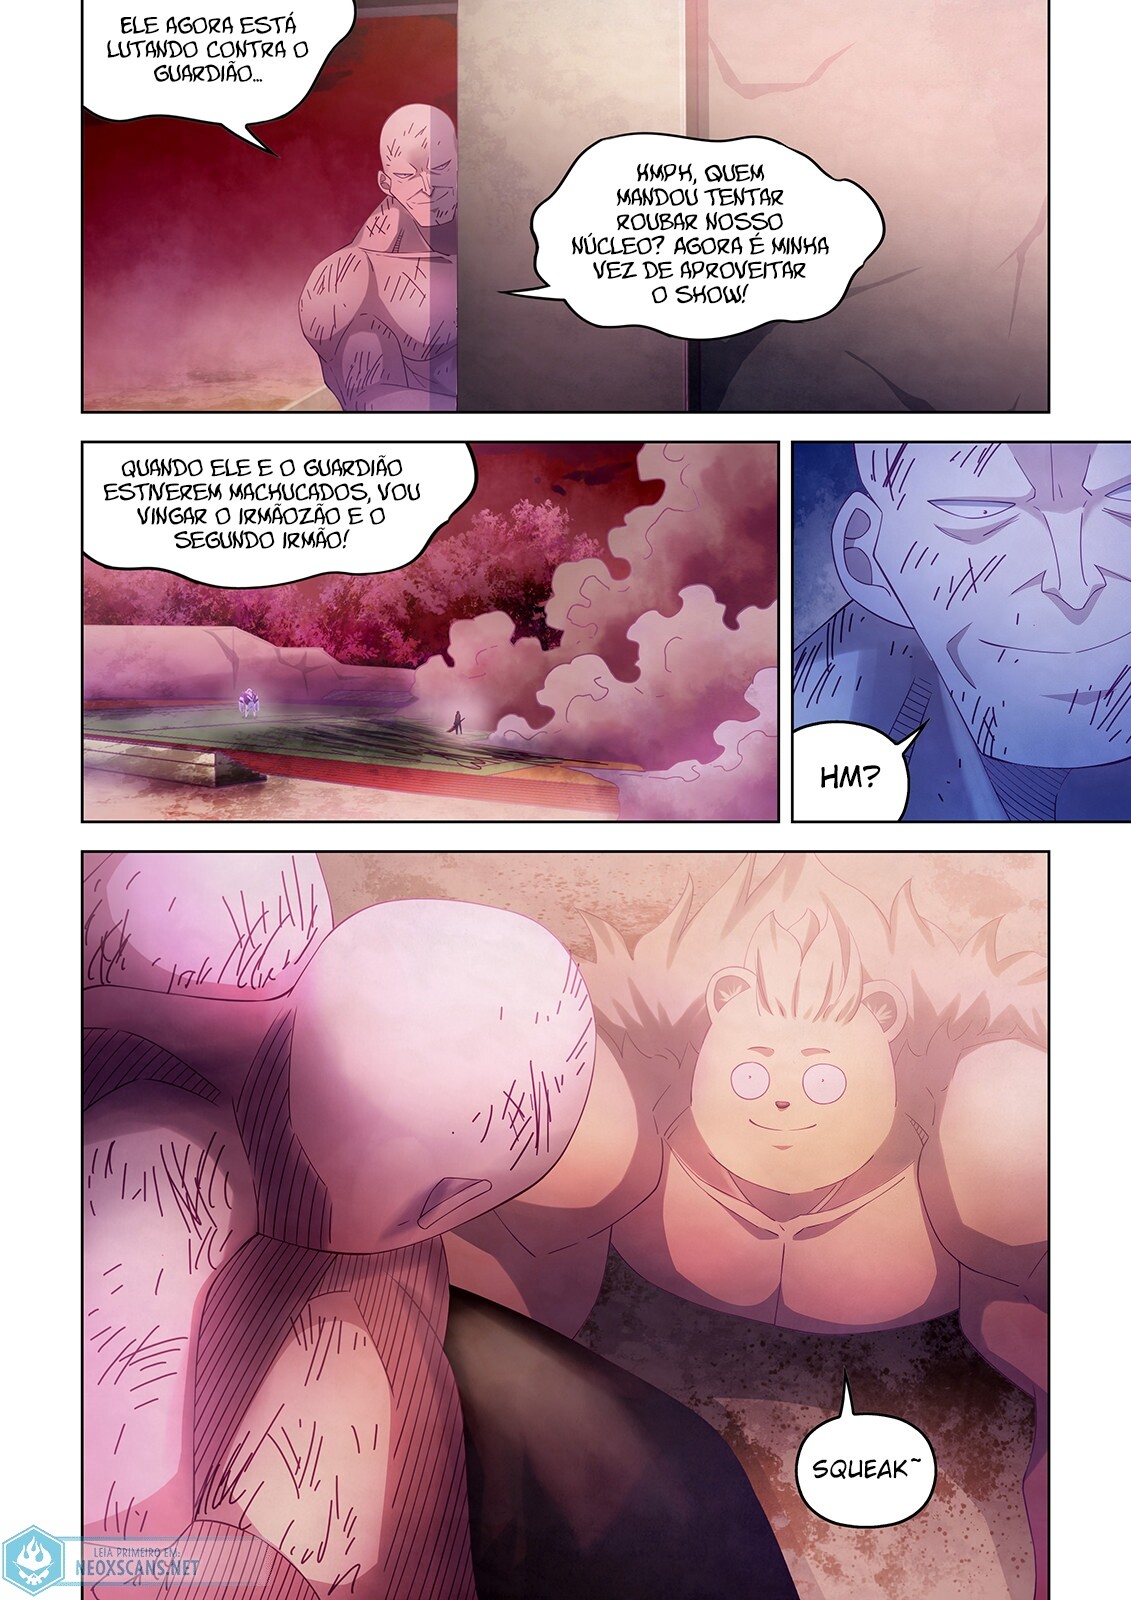 ELE AGORA ESTÁ
LUTANDO CONTRA O
GUARDIÃO...
HMPH, QUEM
MANDOU TENTAR
ROUBAR NOSSO
NÚCLEO? AGORA É MINHA
VEZ DE APROVEITAR
O SHOW!
QUANDO ELE E O GUARDIÃO
ESTIVEREM MACHUCADOS, VOU
VINGAR O IRMÃOZÃO E O
SEGUNDO IRMÃO!
HM?
SQUEAK~
LEIA PRIMEIRO EM:
NEOXSCANS.NET